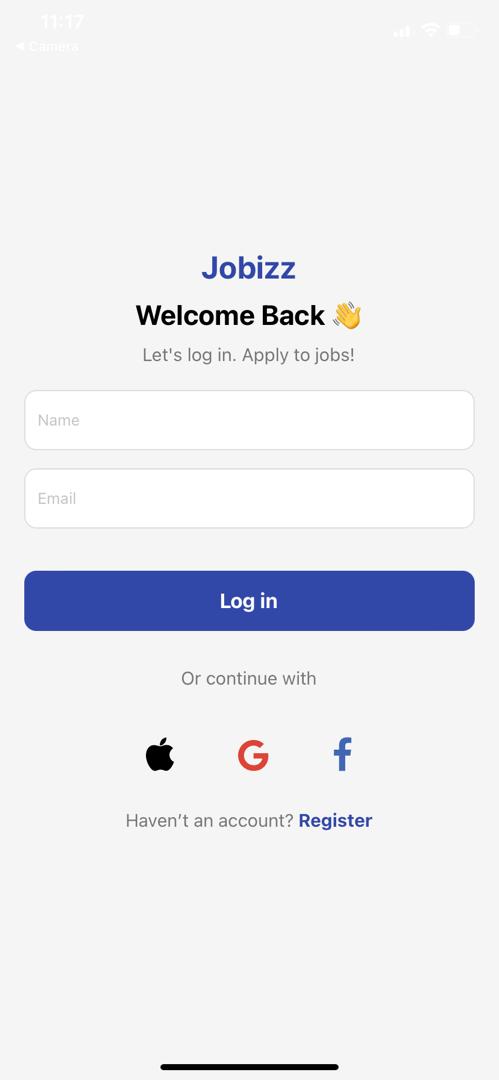 11:17
◀ Camera
Jobizz
Welcome Back 👋
Let's log in. Apply to jobs!
Name
Email
Log in
Or continue with
Haven’t an account? Register